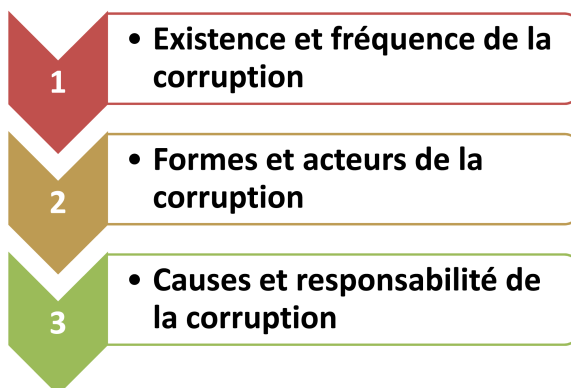 1
• Existence et fréquence de la
corruption
2
• Formes et acteurs de la
corruption
3
• Causes et responsabilité de
la corruption